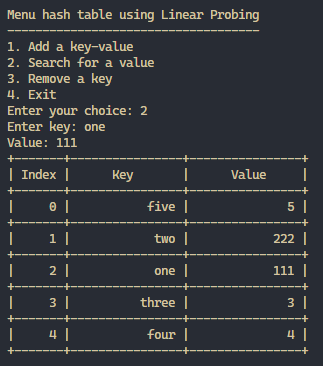 Menu hash table using Linear Probing
------------------------------------
1. Add a key-value
2. Search for a value
3. Remove a key
4. Exit
Enter your choice: 2
Enter key: one
Value: 111
+-------+----------------+----------------+
| Index |      Key       |      Value     |
+-------+----------------+----------------+
|     0 |           five |              5 |
+-------+----------------+----------------+
|     1 |            two |            222 |
+-------+----------------+----------------+
|     2 |            one |            111 |
+-------+----------------+----------------+
|     3 |          three |              3 |
+-------+----------------+----------------+
|     4 |           four |              4 |
+-------+----------------+----------------+